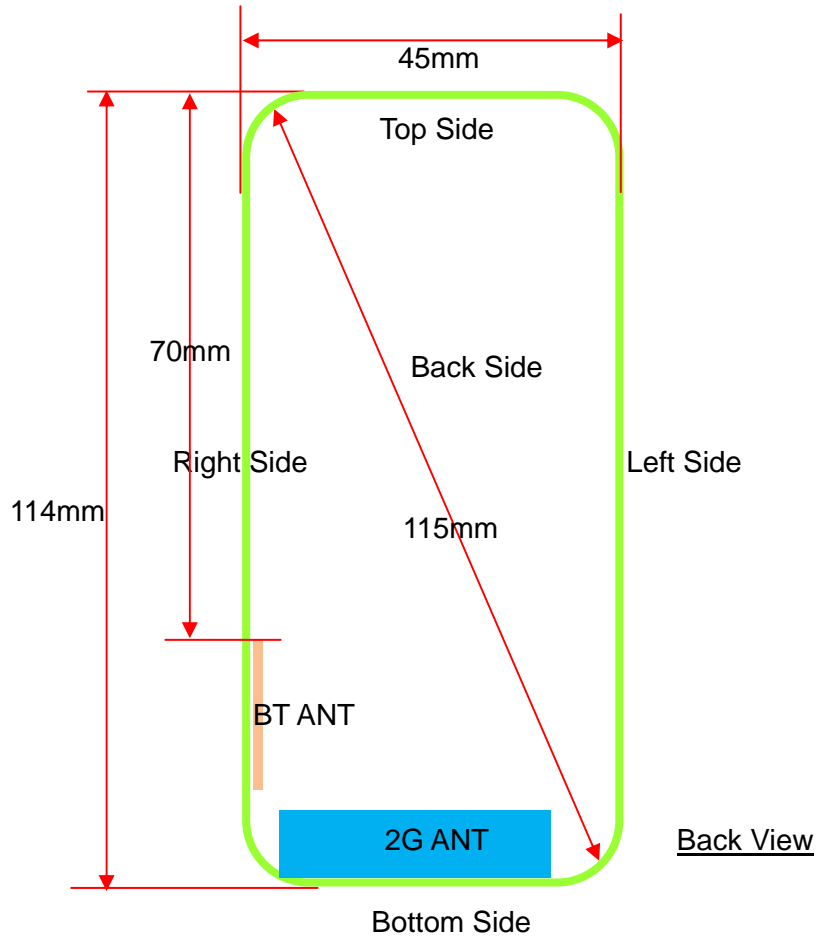 45mm
Top Side
70mm
Back Side
Right Side
Left Side
114mm
115mm
BT ANT
2G ANT
Back View
Bottom Side